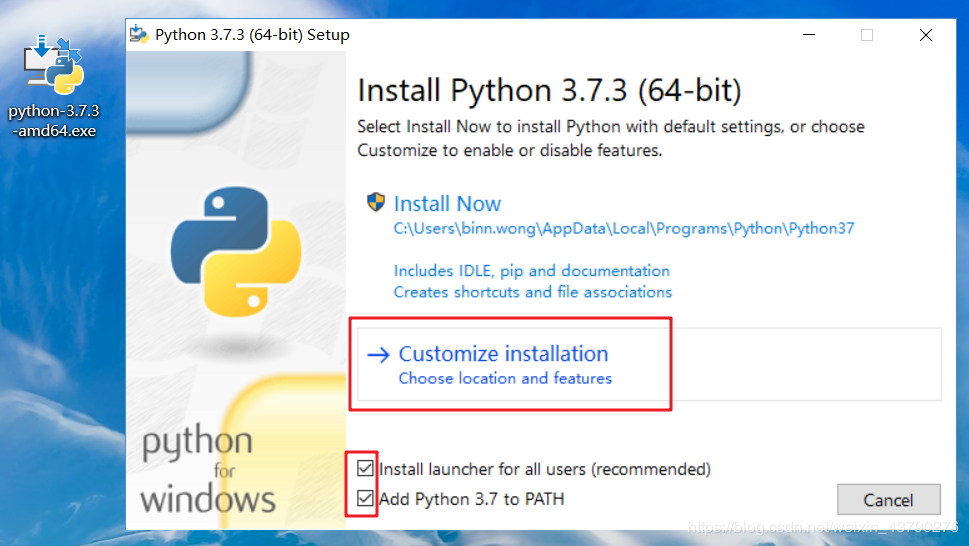 python-3.7.3
-amd64.exe
Python 3.7.3 (64-bit) Setup
Install Python 3.7.3 (64-bit)
Select Install Now to install Python with default settings, or choose
Customize to enable or disable features.
Install Now
C:\Users\binn.wong\AppData\Local\Programs\Python\Python37
Includes IDLE, pip and documentation
Creates shortcuts and file associations
Customize installation
Choose location and features
python
for
windows
Install launcher for all users (recommended)
Add Python 3.7 to PATH
Cancel
https://blog.csdn.net/weixin_43790276